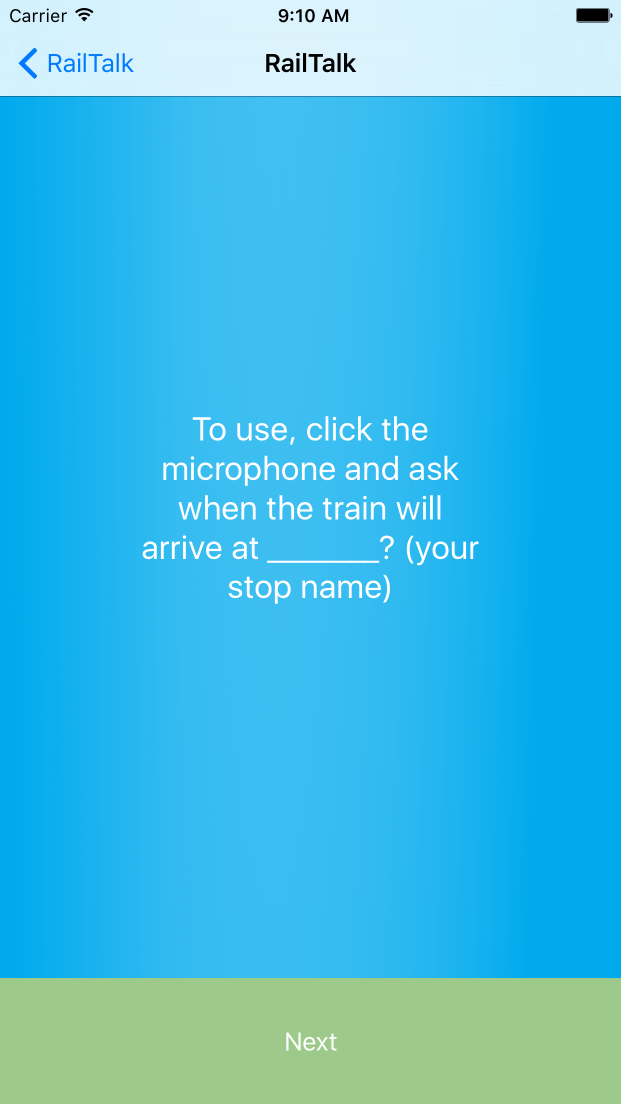 Carrier 9:10 AM
RailTalk RailTalk
To use, click the
microphone and ask
when the train will
arrive at ________? (your
stop name)
Next